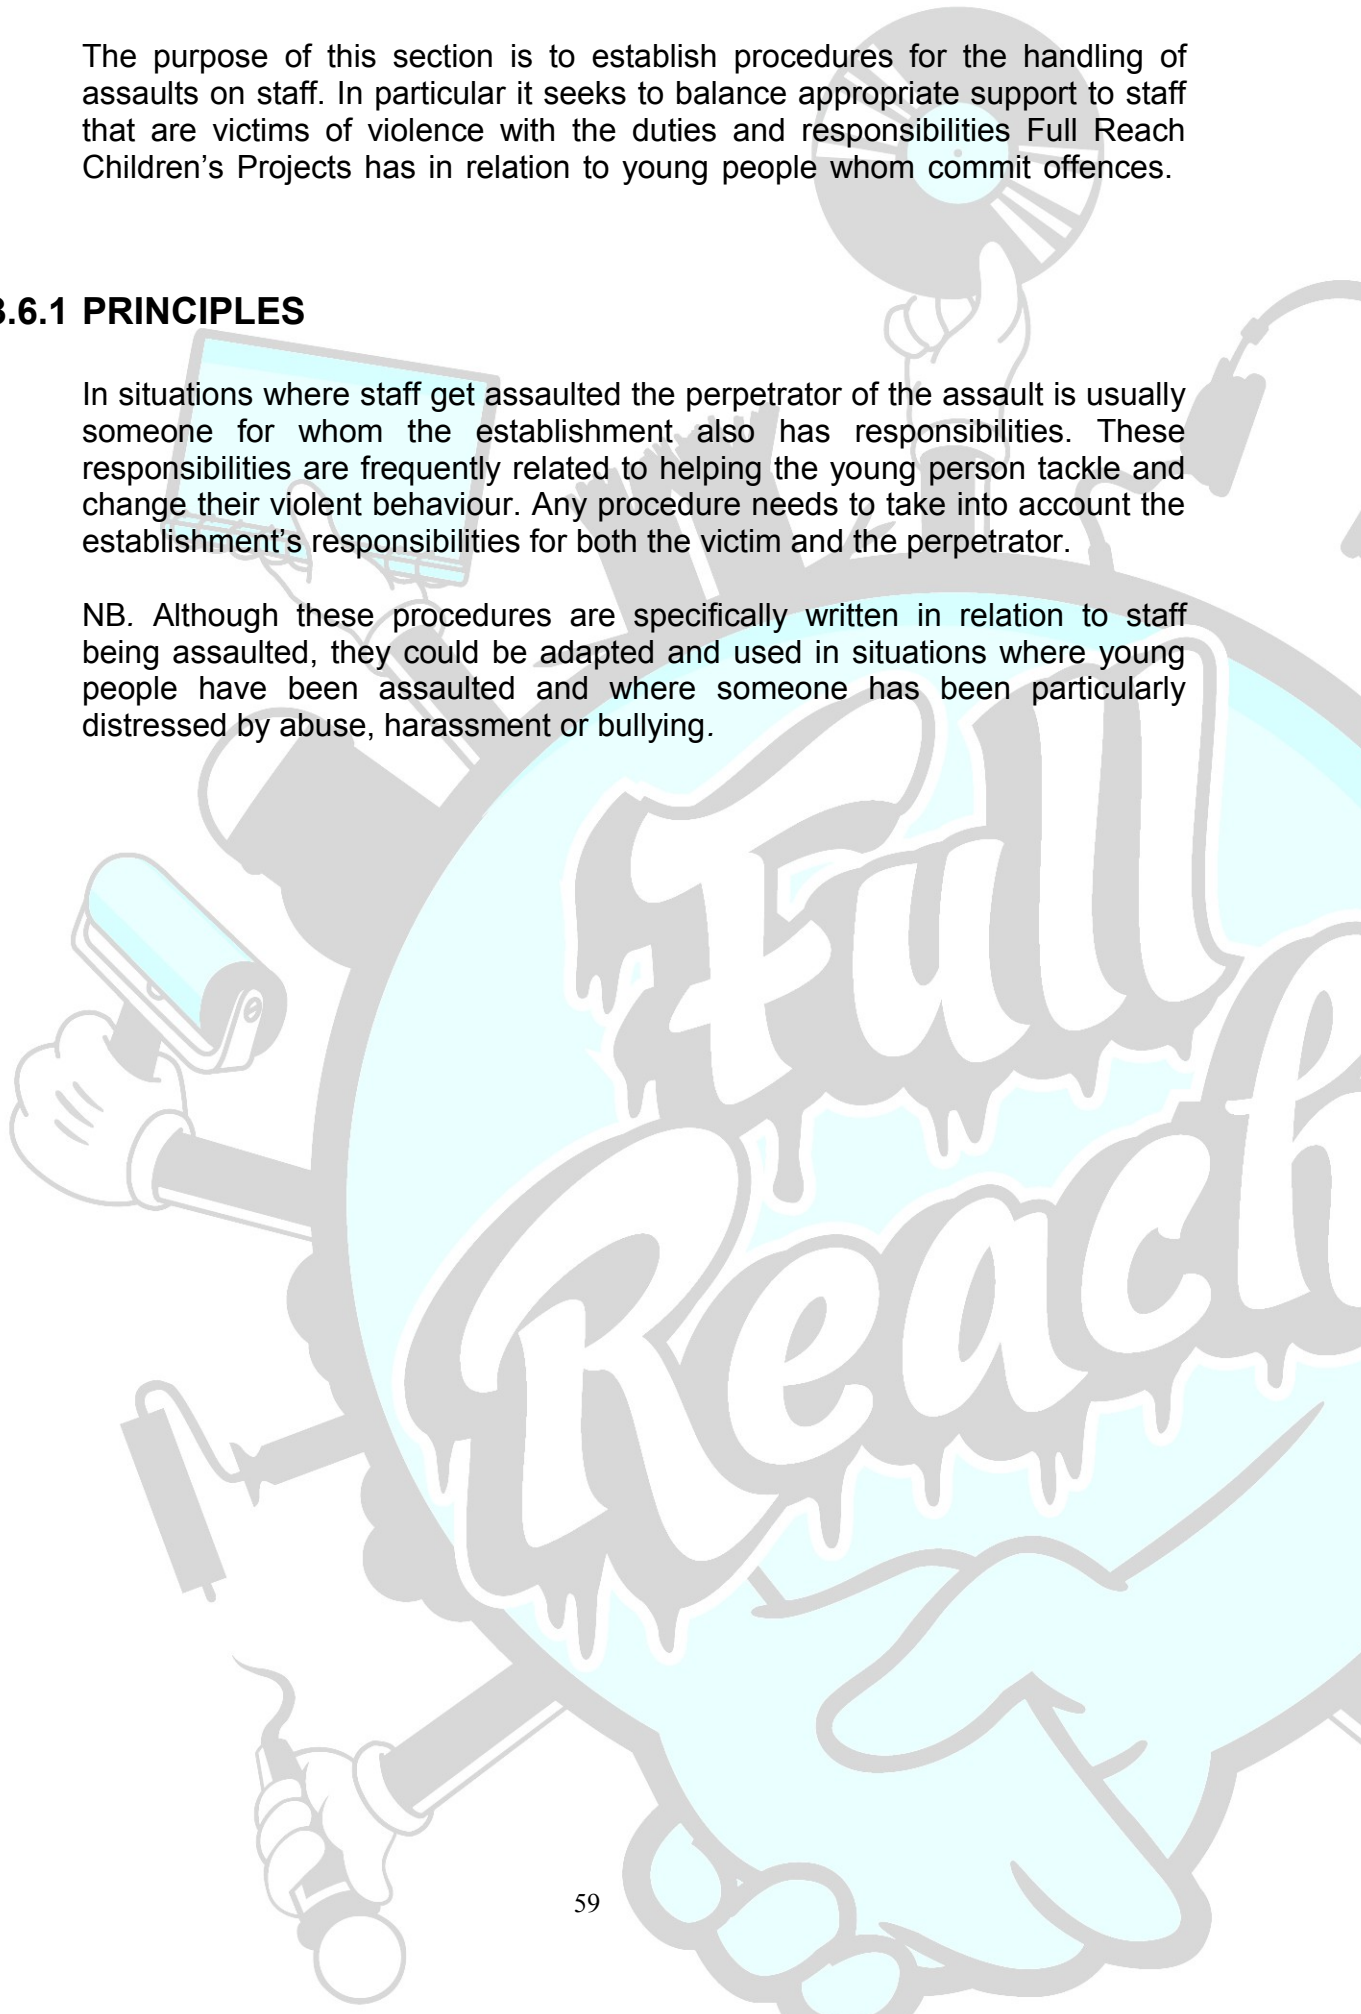 The purpose of this section is to establish procedures for the handling of
assaults on staff. In particular it seeks to balance appropriate support to staff
that are victims of violence with the duties and responsibilities Full Reach
Children’s Projects has in relation to young people whom commit offences.
3.6.1 PRINCIPLES
In situations where staff get assaulted the perpetrator of the assault is usually
someone for whom the establishment also has responsibilities. These
responsibilities are frequently related to helping the young person tackle and
change their violent behaviour. Any procedure needs to take into account the
establishment’s responsibilities for both the victim and the perpetrator.
NB. Although these procedures are specifically written in relation to staff
being assaulted, they could be adapted and used in situations where young
people have been assaulted and where someone has been particularly
distressed by abuse, harassment or bullying.
Full
Reach
59